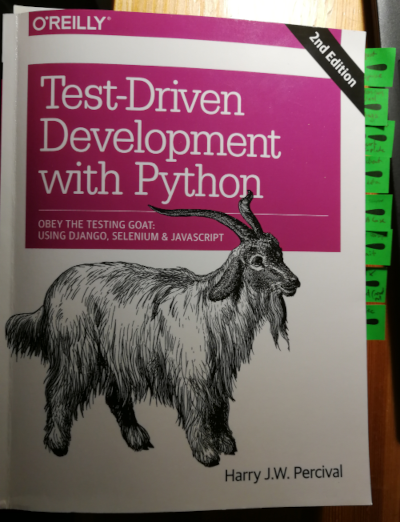 O'REILLY®
2nd Edition
Test-Driven
Development
with Python
OBEY THE TESTING GOAT:
USING DJANGO, SELENIUM & JAVASCRIPT
Harry J.W. Percival